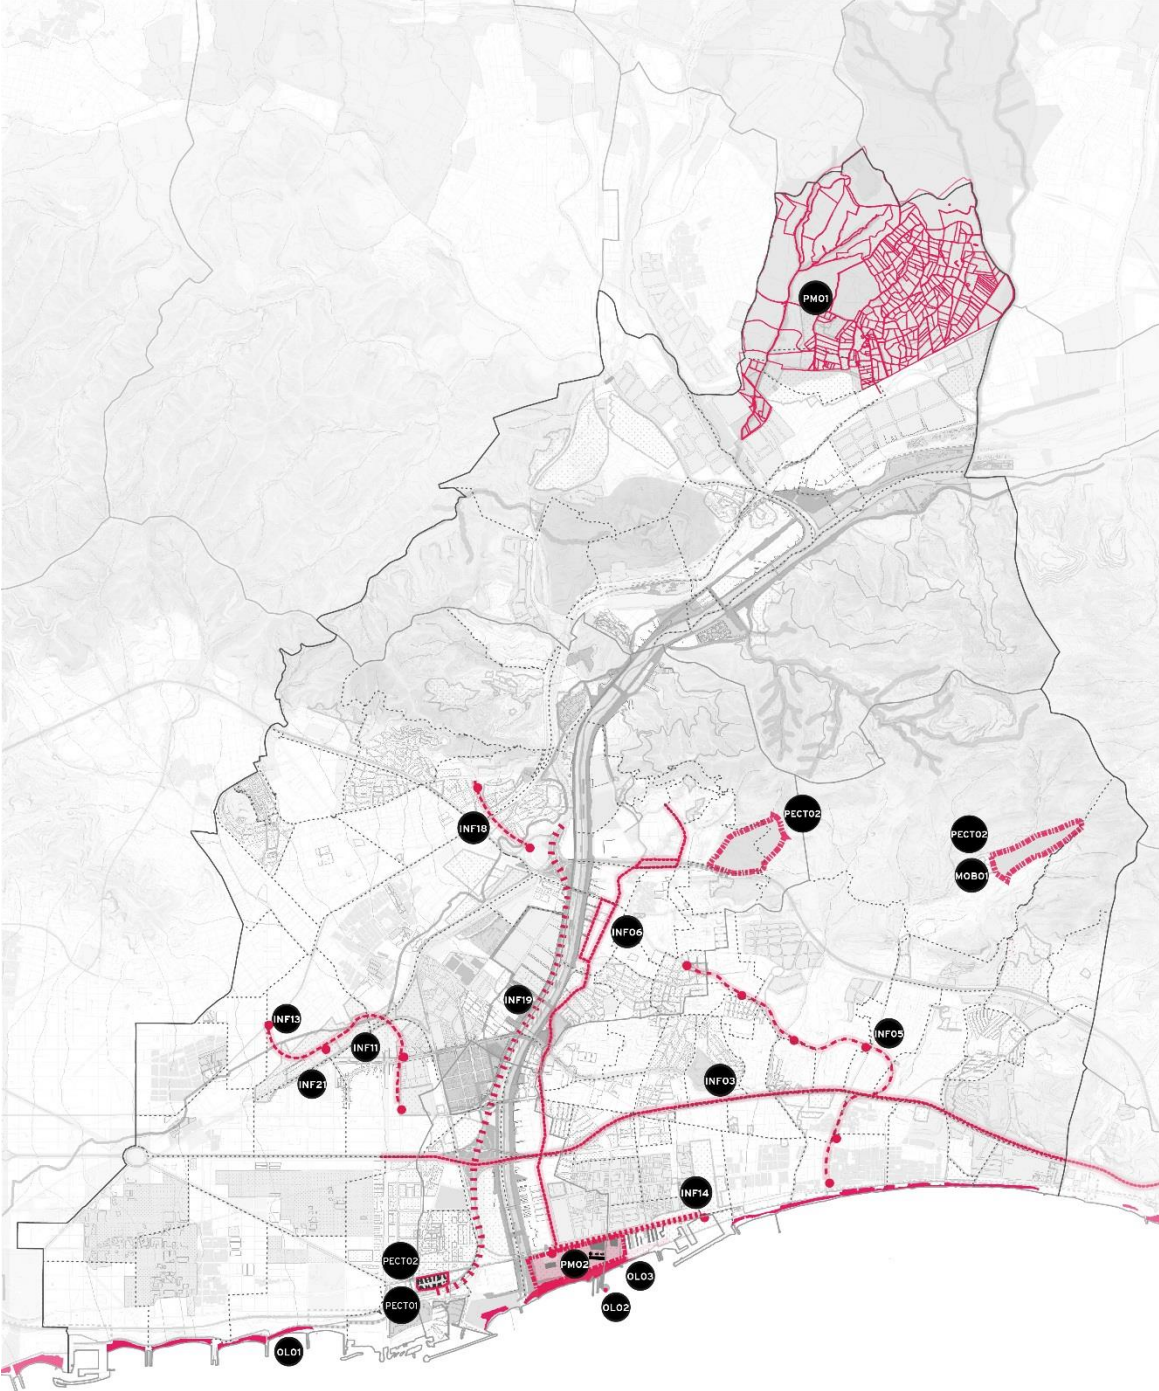 PM01
PECT02
INF18
PECT02
MOB01
INF06
INF19
INF13
INF05
INF11
INF21
INF03
INF14
PECT02
PM02
OL03
PECT01
OL02
OL01